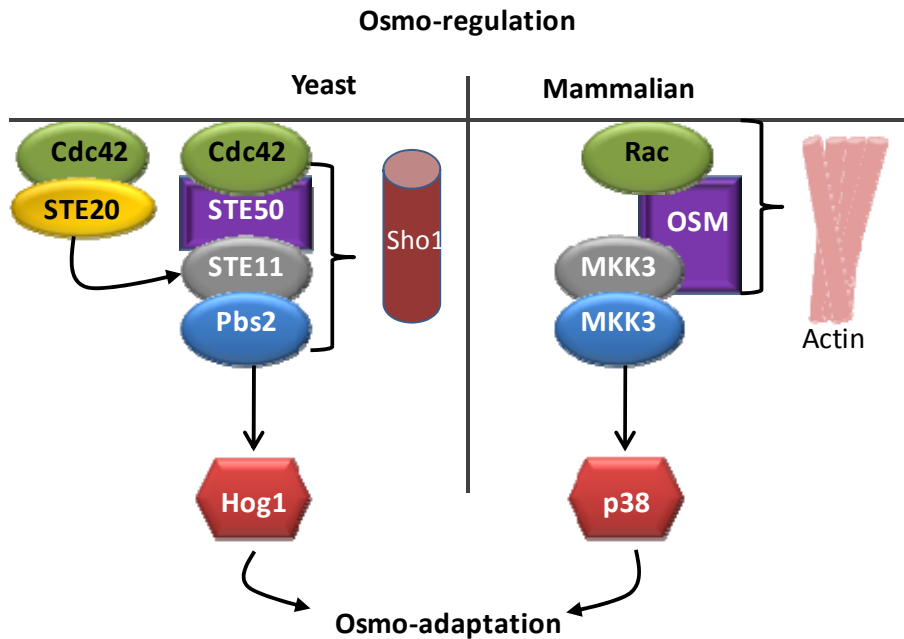 Osmo-regulation
Yeast
Mammalian
Cdc42
Cdc42
Rac
STE20
STE50
OSM
Sho1
STE11
MKK3
Pbs2
MKK3
Actin
Hog1
p38
Osmo-adaptation